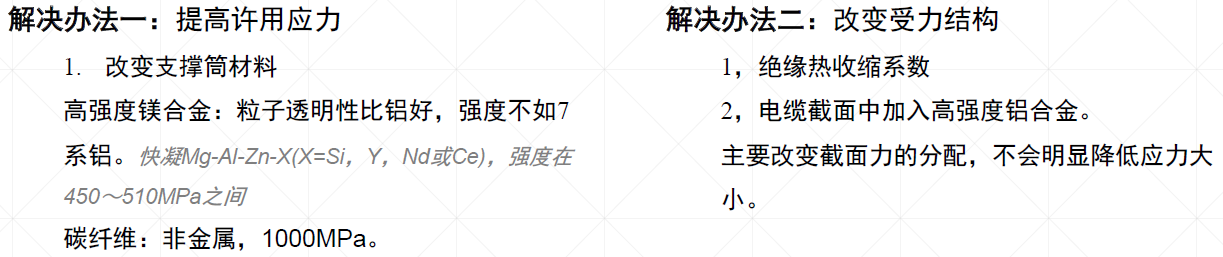 解决办法一：提高许用应力
1. 改变支撑筒材料
高强度镁合金：粒子透明性比铝好，强度不如7
系铝。快凝Mg-Al-Zn-X(X=Si，Y，Nd或Ce)，强度在
450～510MPa之间
碳纤维：非金属，1000MPa。
解决办法二：改变受力结构
1，绝缘热收缩系数
2，电缆截面中加入高强度铝合金。
主要改变截面力的分配，不会明显降低应力大
小。